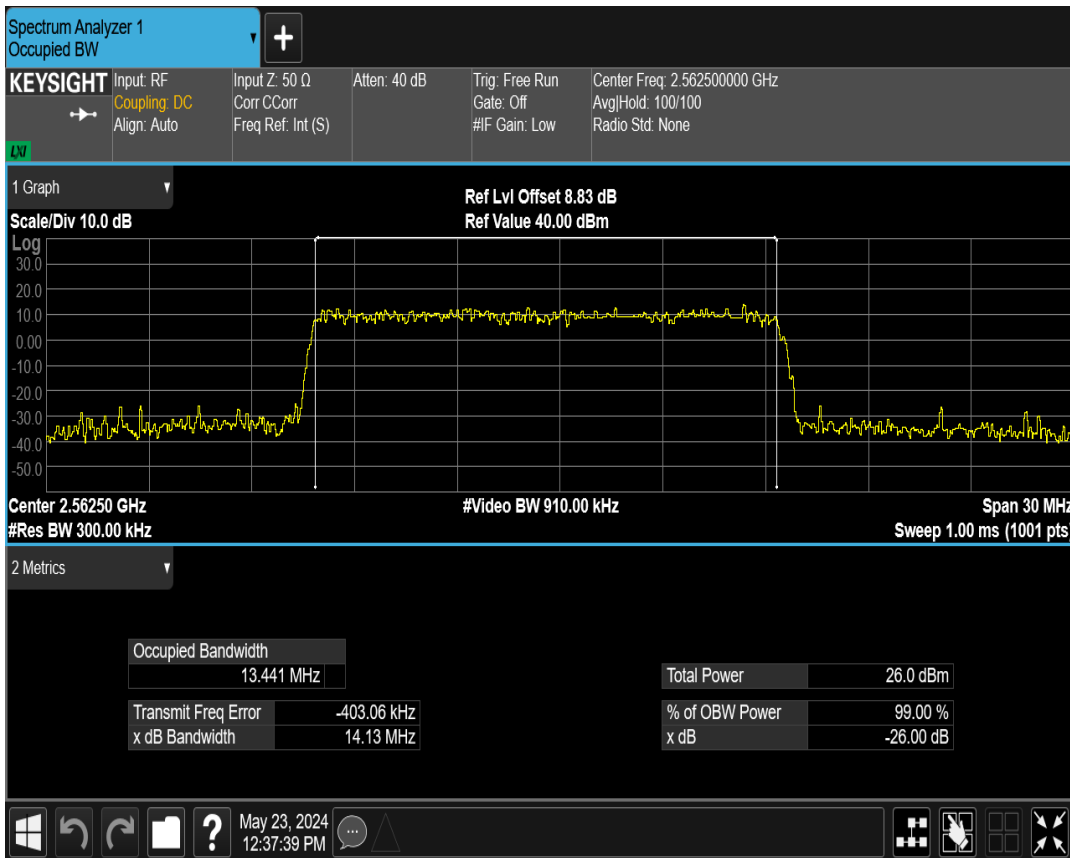 Spectrum Analyzer 1
Occupied BW
KEYSIGHT
Input: RF
Coupling: DC
Align: Auto
Input Z: 50 Ω
Corr CCorr
Freq Ref: Int (S)
Atten: 40 dB
Trig: Free Run
Gate: Off
#IF Gain: Low
Center Freq: 2.562500000 GHz
Avg|Hold: 100/100
Radio Std: None
LXI
1 Graph
Scale/Div 10.0 dB
Ref Lvl Offset 8.83 dB
Ref Value 40.00 dBm
Log
30.0
20.0
10.0
0.00
-10.0
-20.0
-30.0
-40.0
-50.0
Center 2.56250 GHz
#Video BW 910.00 kHz
Span 30 MHz
#Res BW 300.00 kHz
Sweep 1.00 ms (1001 pts)
2 Metrics
Occupied Bandwidth
13.441 MHz
Total Power 26.0 dBm
Transmit Freq Error -403.06 kHz
% of OBW Power 99.00 %
x dB Bandwidth 14.13 MHz
x dB -26.00 dB
?
May 23, 2024
12:37:39 PM